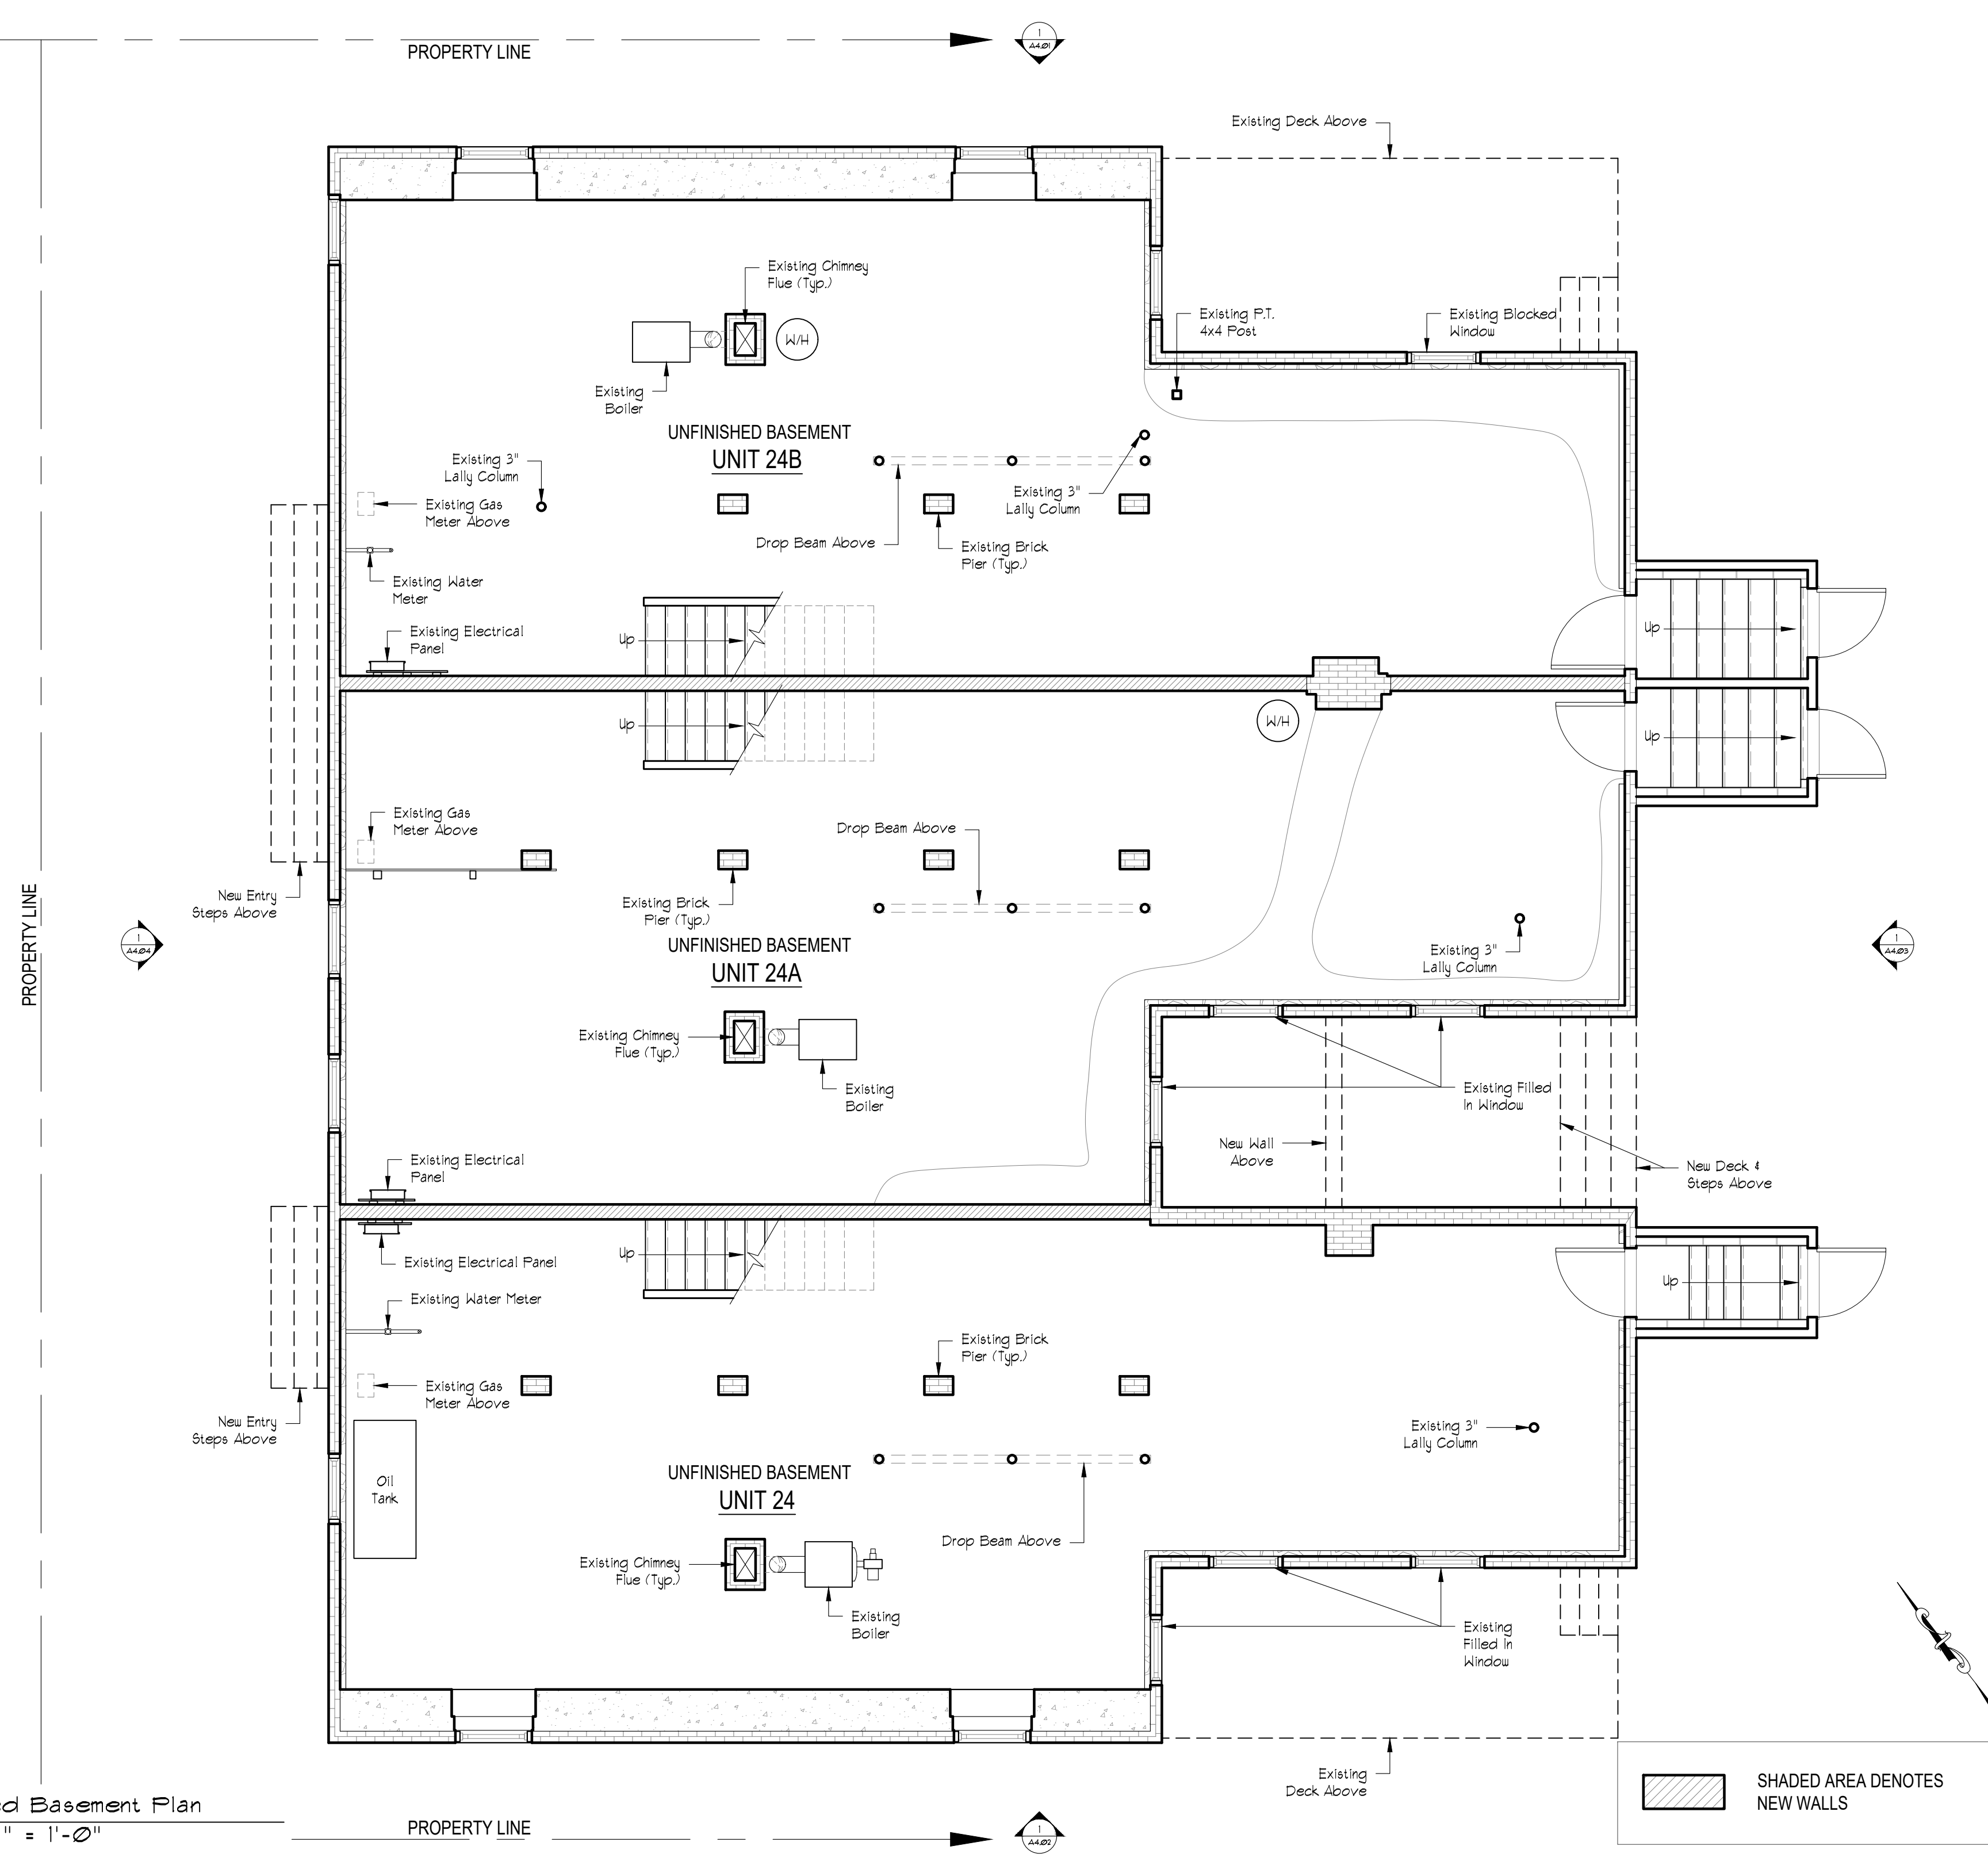 PROPERTY LINE
1
A4.Ø1
Existing Deck Above
Existing Chimney
Flue (Typ.)
W/H
Existing P.T.
4x4 Post
Existing Blocked
Window
Existing
Boiler
UNFINISHED BASEMENT
UNIT 24B
Existing 3"
Lally Column
Existing Gas
Meter Above
Existing 3"
Lally Column
Drop Beam Above
Existing Brick
Pier (Typ.)
Existing Water
Meter
Existing Electrical
Panel
Up
Up
Up
W/H
Up
Existing Gas
Meter Above
Drop Beam Above
New Entry
Steps Above
Existing Brick
Pier (Typ.)
PROPERTY LINE
1
A4.Ø4
UNFINISHED BASEMENT
UNIT 24A
Existing 3"
Lally Column
1
A4.Ø3
Existing Chimney
Flue (Typ.)
Existing
Boiler
Existing Filled
In Window
New Wall
Above
New Deck &
Steps Above
Existing Electrical
Panel
Existing Electrical Panel
Up
Up
Existing Water Meter
Existing Brick
Pier (Typ.)
Existing Gas
Meter Above
New Entry
Steps Above
Existing 3"
Lally Column
Oil
Tank
UNFINISHED BASEMENT
UNIT 24
Drop Beam Above
Existing Chimney
Flue (Typ.)
Existing
Boiler
Existing
Filled In
Window
Existing
Deck Above
SHADED AREA DENOTES
NEW WALLS
Basement Plan
" = 1'-Ø"
PROPERTY LINE
1
A4.Ø2